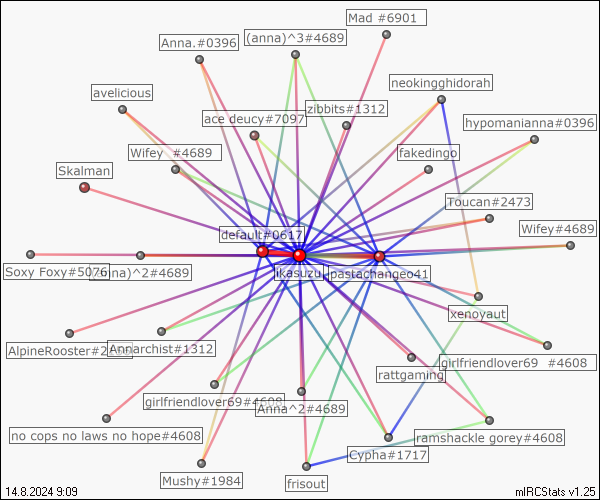 Mad #6901
Anna.#0396
(anna)^3#4689
neokingghidorah
avelicious
zibbits#1312
ace deucy#7097
hypomanianna#0396
Wifey #4689
fakedingo
Skalman
Toucan#2473
Wifey#4689
default#0617
Soxy Foxy#5076
)^2#4689
ikasuzu
pastachangeo41
xenoyaut
AlpineRooster#2
Annarchist#1312
girlfriendlover69 #4608
rattgaming
girlfriendlover69#4608
Anna^2#4689
no cops no laws no hope#4608
ramshackle gorey#4608
Cypha#1717
Mushy#1984
frisout
14.8.2024 9:09
mIRCStats v1.25